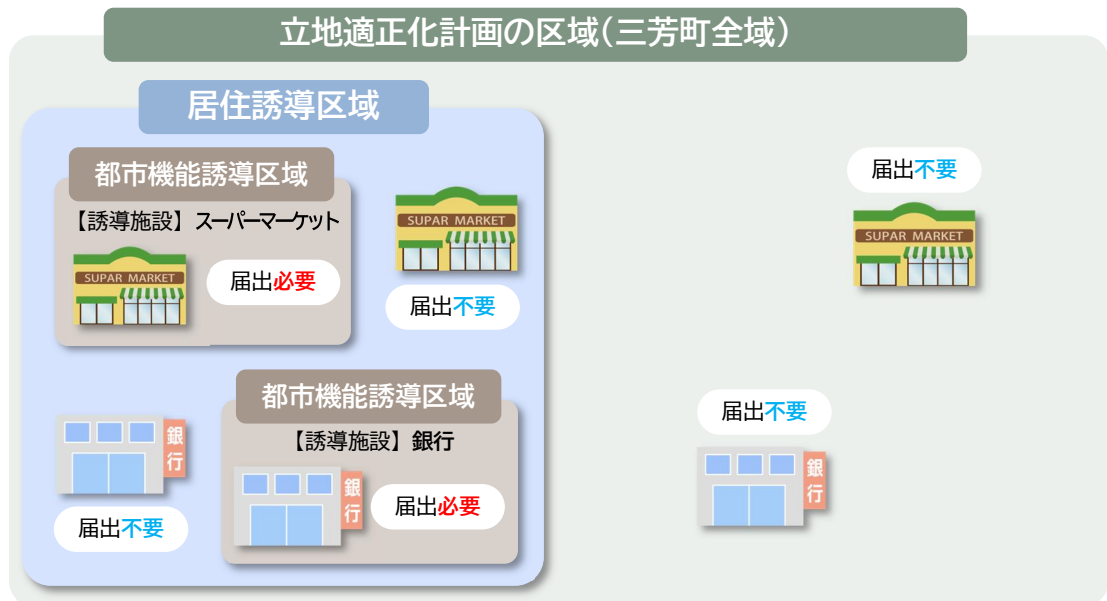 立地適正化計画の区域(三芳町全域)
居住誘導区域
都市機能誘導区域
【誘導施設】スーパーマーケット
SUPAR MARKET
届出必要
SUPAR MARKET
届出不要
届出不要
SUPAR MARKET
都市機能誘導区域
【誘導施設】銀行
銀行
届出不要
銀行
届出必要
届出不要
銀行